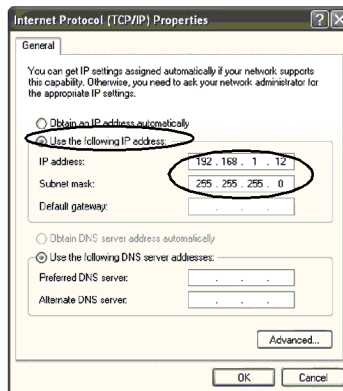 Internet Protocol (TCP/IP) Properties
General
You can get IP settings assigned automatically if your network supports
this capability. Otherwise, you need to ask your network administrator for
the appropriate IP settings.
Obtain an IP address automatically
Use the following IP address:
IP address: 192 . 168 . 1 . 12
Subnet mask: 255 . 255 . 255 . 0
Default gateway: . . .
Obtain DNS server address automatically
Use the following DNS server addresses:
Preferred DNS server: . . .
Alternate DNS server: . . .
Advanced...
OK Cancel